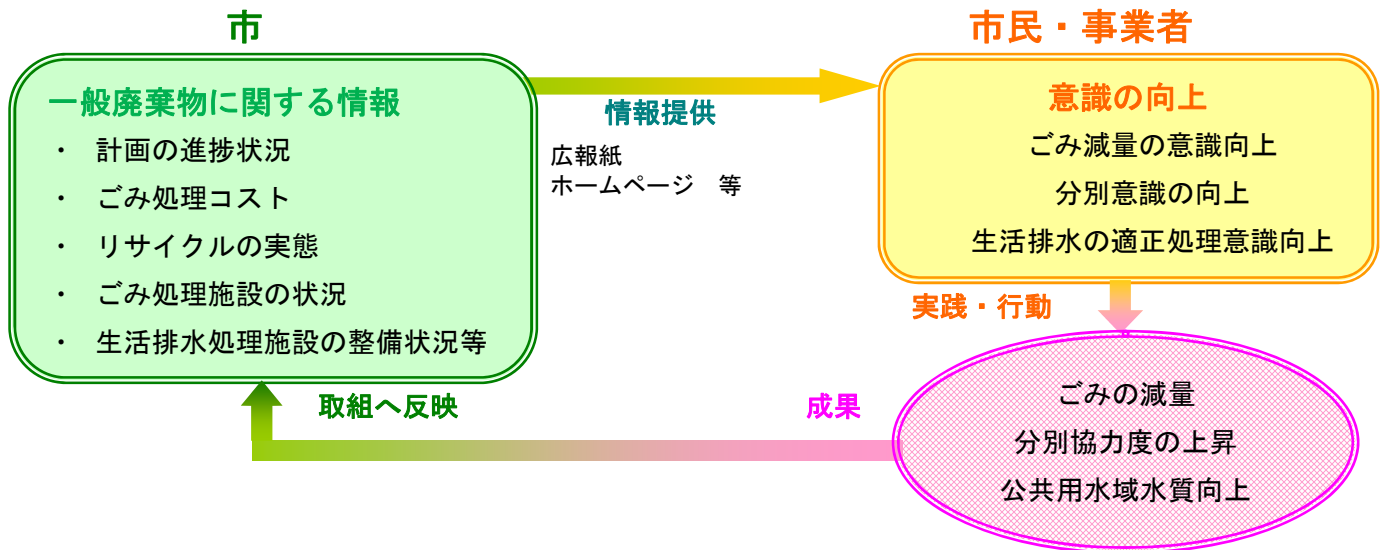 市
一般廃棄物に関する情報
・ 計画の進捗状況
・ ごみ処理コスト
・ リサイクルの実態
・ ごみ処理施設の状況
・ 生活排水処理施設の整備状況等
情報提供
広報紙
ホームページ　等
市民・事業者
意識の向上
ごみ減量の意識向上
分別意識の向上
生活排水の適正処理意識向上
実践・行動
ごみの減量
分別協力度の上昇
公共用水域水質向上
成果
取組へ反映